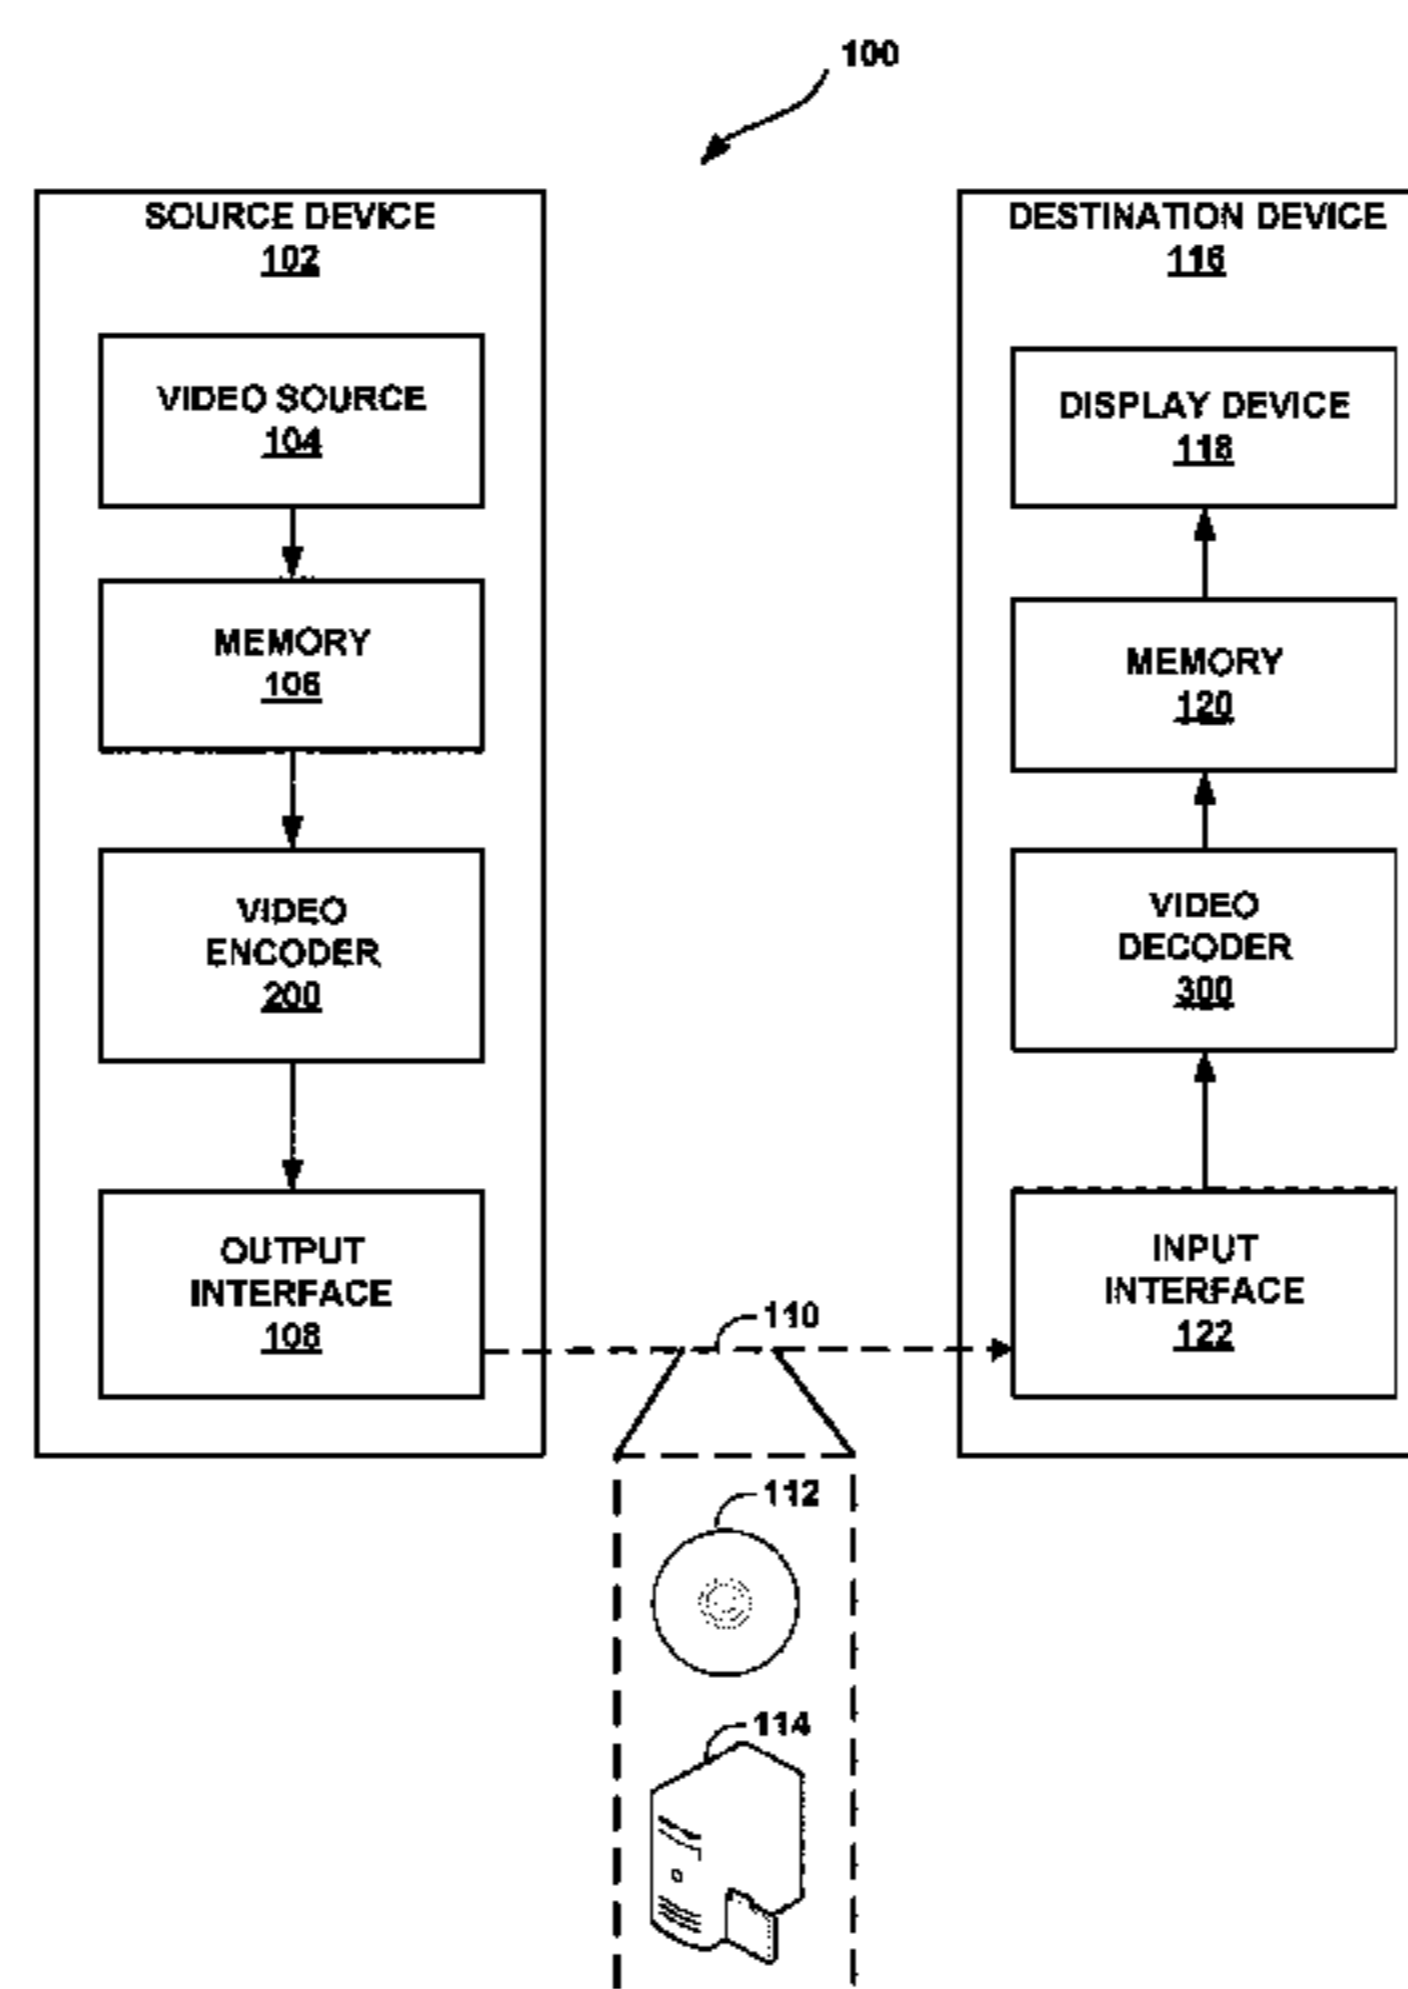 100
SOURCE DEVICE
102
VIDEO SOURCE
104
MEMORY
106
VIDEO
ENCODER
200
OUTPUT
INTERFACE
108
DESTINATION DEVICE
116
DISPLAY DEVICE
118
MEMORY
120
VIDEO
DECODER
300
INPUT
INTERFACE
122
110
112
114